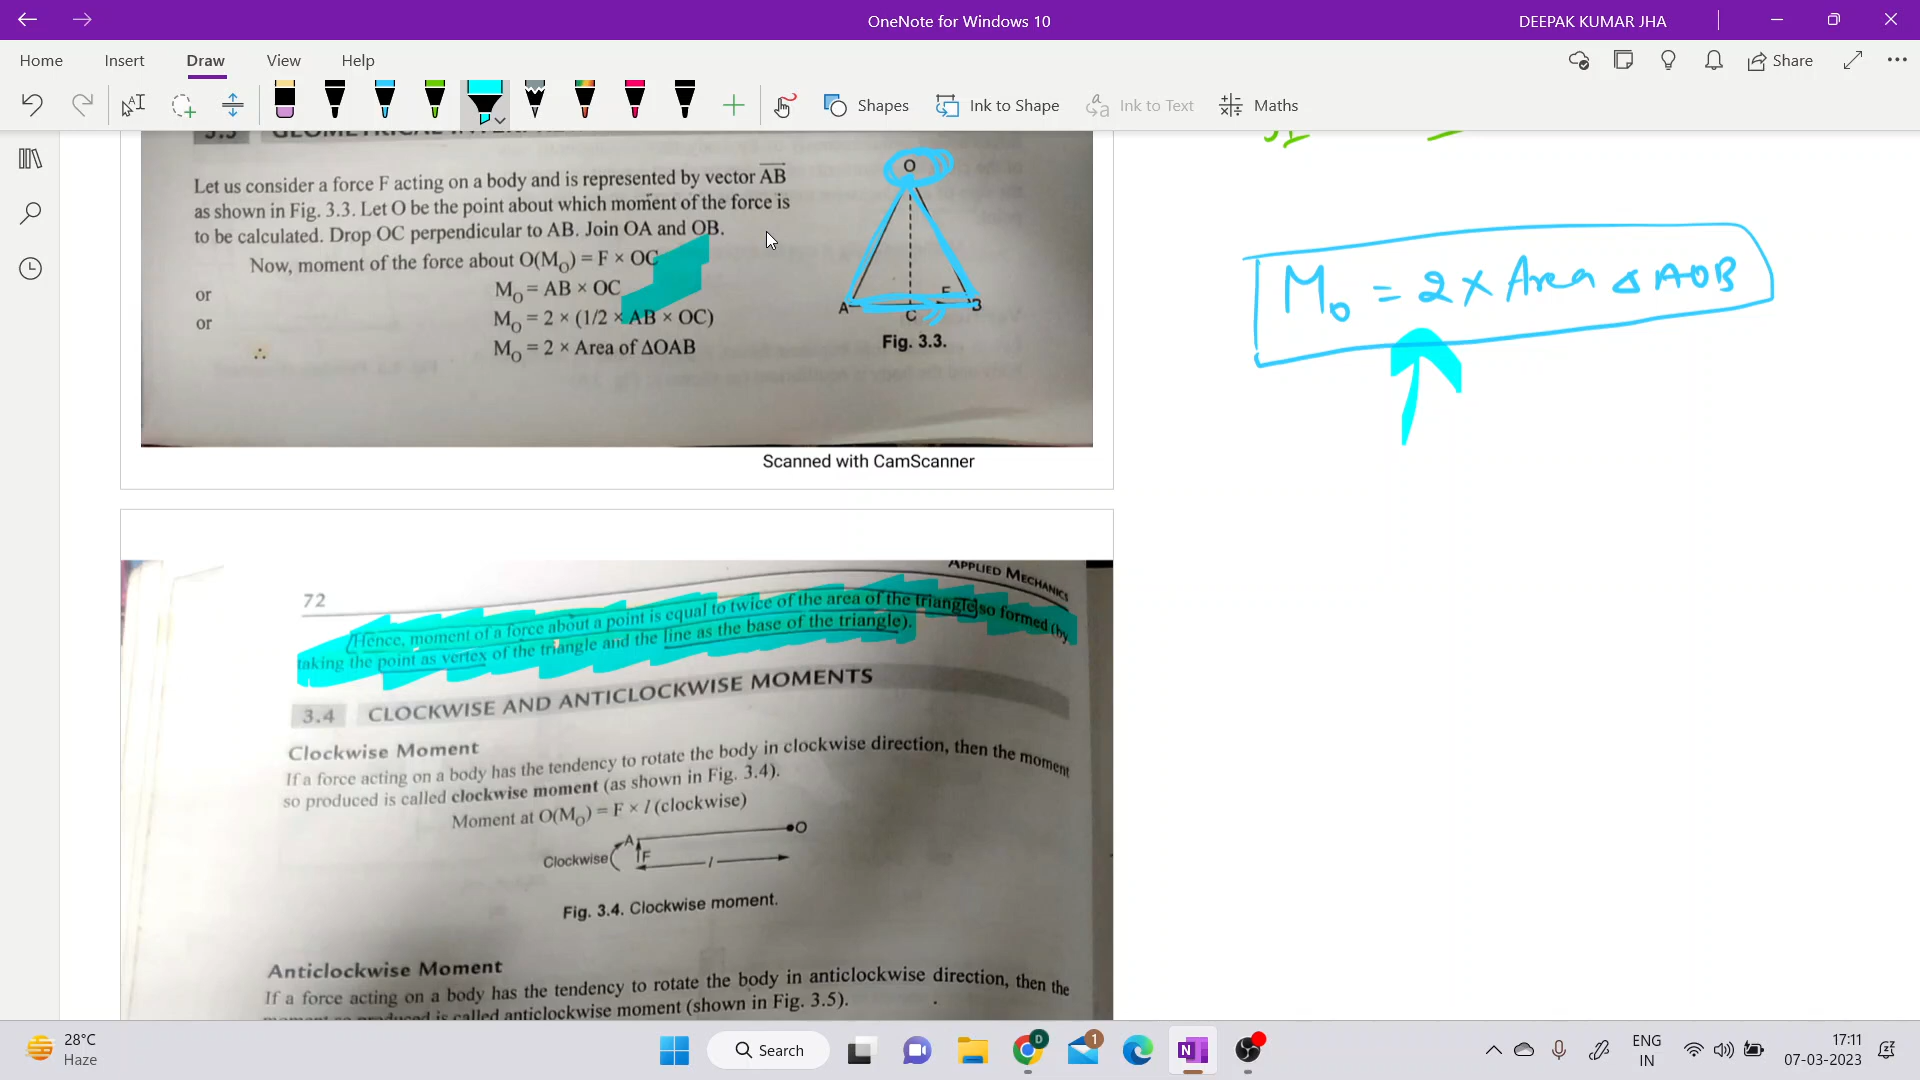 OneNote for Windows 10
DEEPAK KUMAR JHA
Home Insert Draw View Help
Share
Shapes Ink to Shape Ink to Text Maths
Let us consider a force F acting on a body and is represented by vector AB
as shown in Fig. 3.3. Let O be the point about which moment of the force is
to be calculated. Drop OC perpendicular to AB. Join OA and OB.
Now, moment of the force about O(M_O) = F × OC
or M_O = AB × OC
or M_O = 2 × (1/2 × AB × OC)
∴ M_O = 2 × Area of ΔOAB
O
F
A C B
Fig. 3.3.
Scanned with CamScanner
M_O = 2 × Area Δ AOB
72
APPLIED MECHANICS
Hence, moment of a force about a point is equal to twice of the area of the triangle so formed (by
taking the point as vertex of the triangle and the line as the base of the triangle).
3.4 CLOCKWISE AND ANTICLOCKWISE MOMENTS
Clockwise Moment
If a force acting on a body has the tendency to rotate the body in clockwise direction, then the moment
so produced is called clockwise moment (as shown in Fig. 3.4).
Moment at O(M_O) = F × l (clockwise)
A O
Clockwise F l
Fig. 3.4. Clockwise moment.
Anticlockwise Moment
If a force acting on a body has the tendency to rotate the body in anticlockwise direction, then the
moment so produced is called anticlockwise moment (shown in Fig. 3.5).
28°C
Haze
Search
D
1
ENG
IN
17:11
07-03-2023